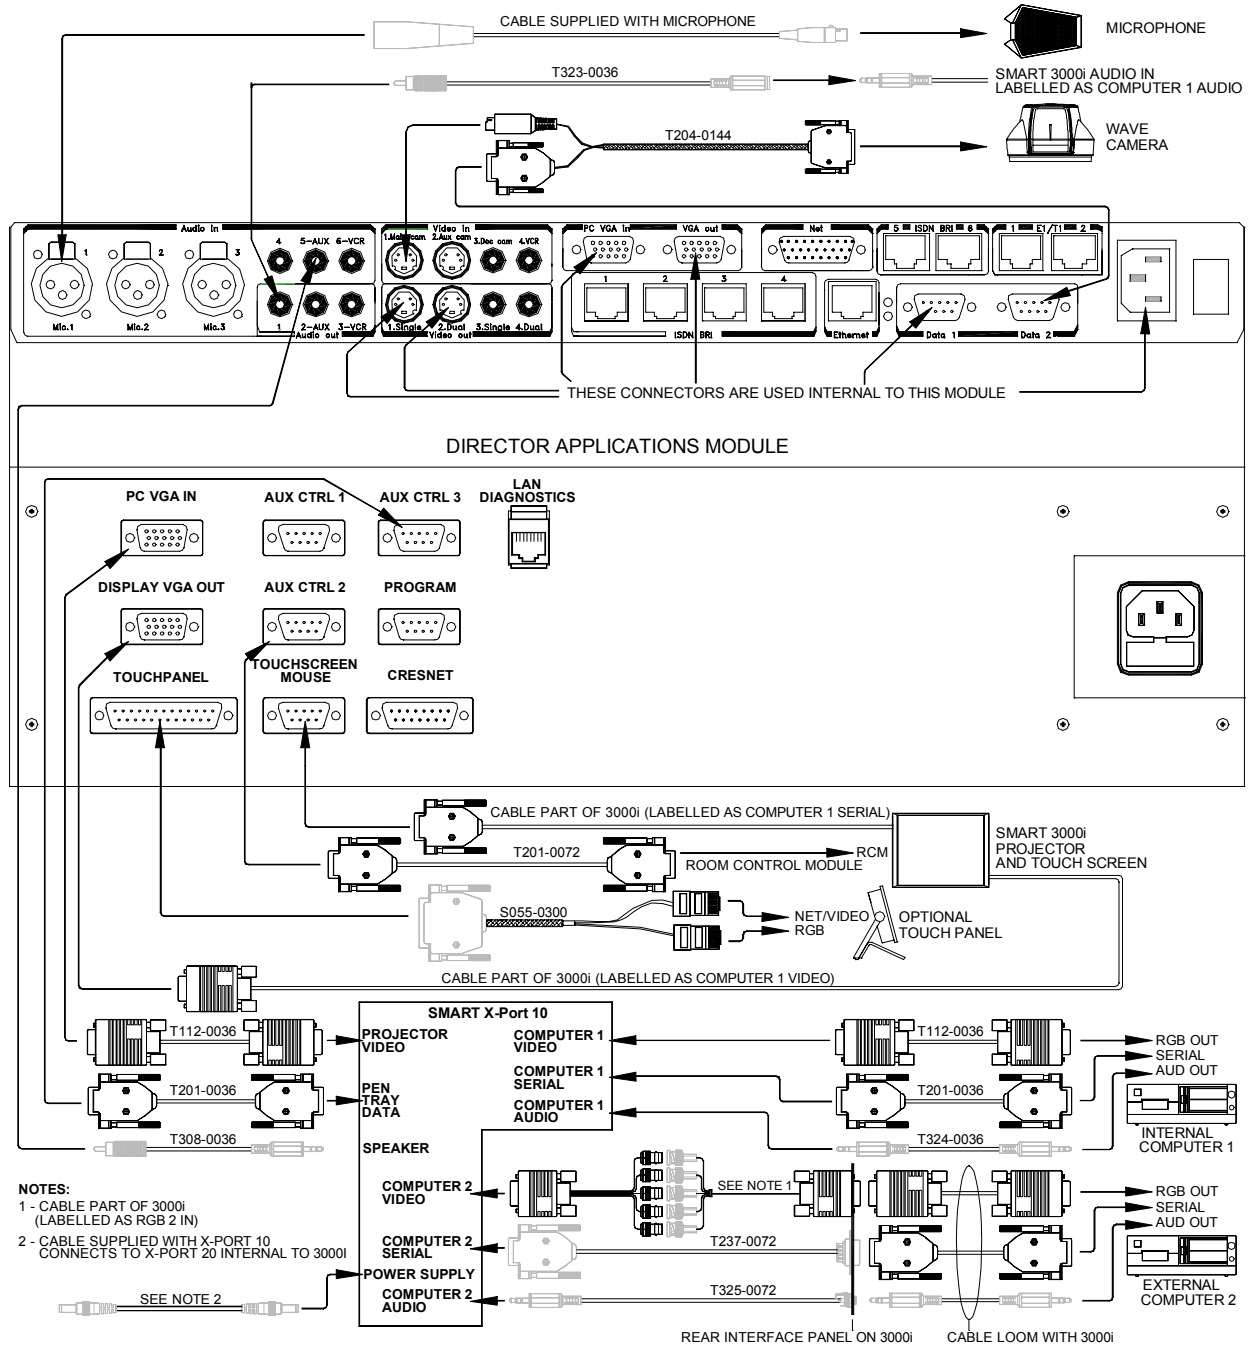 CABLE SUPPLIED WITH MICROPHONE
MICROPHONE
T323-0036
SMART 3000i AUDIO IN
LABELLED AS COMPUTER 1 AUDIO
T204-0144
WAVE
CAMERA
Audio in
1
2
3
4 5-AUX 6-VCR
Mic.1
Mic.2
Mic.3
1 2-AUX 3-VCR
Audio out
Video in
1.Main cam 2.Aux cam 3.Doc cam 4.VCR
1.Single 2.Dual 3.Single 4.Dual
Video out
PC VGA in
VGA out
Net
5 ISDN BRI 6
1 E1/T1 2
1 2 3 4
ISDN BRI
Ethernet
Data 1
Data 2
THESE CONNECTORS ARE USED INTERNAL TO THIS MODULE
DIRECTOR APPLICATIONS MODULE
PC VGA IN
AUX CTRL 1
AUX CTRL 3
LAN
DIAGNOSTICS
DISPLAY VGA OUT
AUX CTRL 2
PROGRAM
TOUCHPANEL
TOUCHSCREEN
MOUSE
CRESNET
CABLE PART OF 3000i (LABELLED AS COMPUTER 1 SERIAL)
SMART 3000i
PROJECTOR
AND TOUCH SCREEN
T201-0072
RCM
ROOM CONTROL MODULE
S055-0300
NET/VIDEO
RGB
OPTIONAL
TOUCH PANEL
CABLE PART OF 3000i (LABELLED AS COMPUTER 1 VIDEO)
SMART X-Port 10
T112-0036
PROJECTOR
VIDEO
COMPUTER 1
VIDEO
T112-0036
RGB OUT
SERIAL
AUD OUT
T201-0036
PEN
TRAY
DATA
COMPUTER 1
SERIAL
T201-0036
COMPUTER 1
AUDIO
T308-0036
SPEAKER
T324-0036
INTERNAL
COMPUTER 1
COMPUTER 2
VIDEO
SEE NOTE 1
RGB OUT
SERIAL
AUD OUT
NOTES:
1 - CABLE PART OF 3000i
(LABELLED AS RGB 2 IN)
2 - CABLE SUPPLIED WITH X-PORT 10
CONNECTS TO X-PORT 20 INTERNAL TO 3000I
COMPUTER 2
SERIAL
T237-0072
POWER SUPPLY
SEE NOTE 2
COMPUTER 2
AUDIO
T325-0072
EXTERNAL
COMPUTER 2
REAR INTERFACE PANEL ON 3000i
CABLE LOOM WITH 3000i